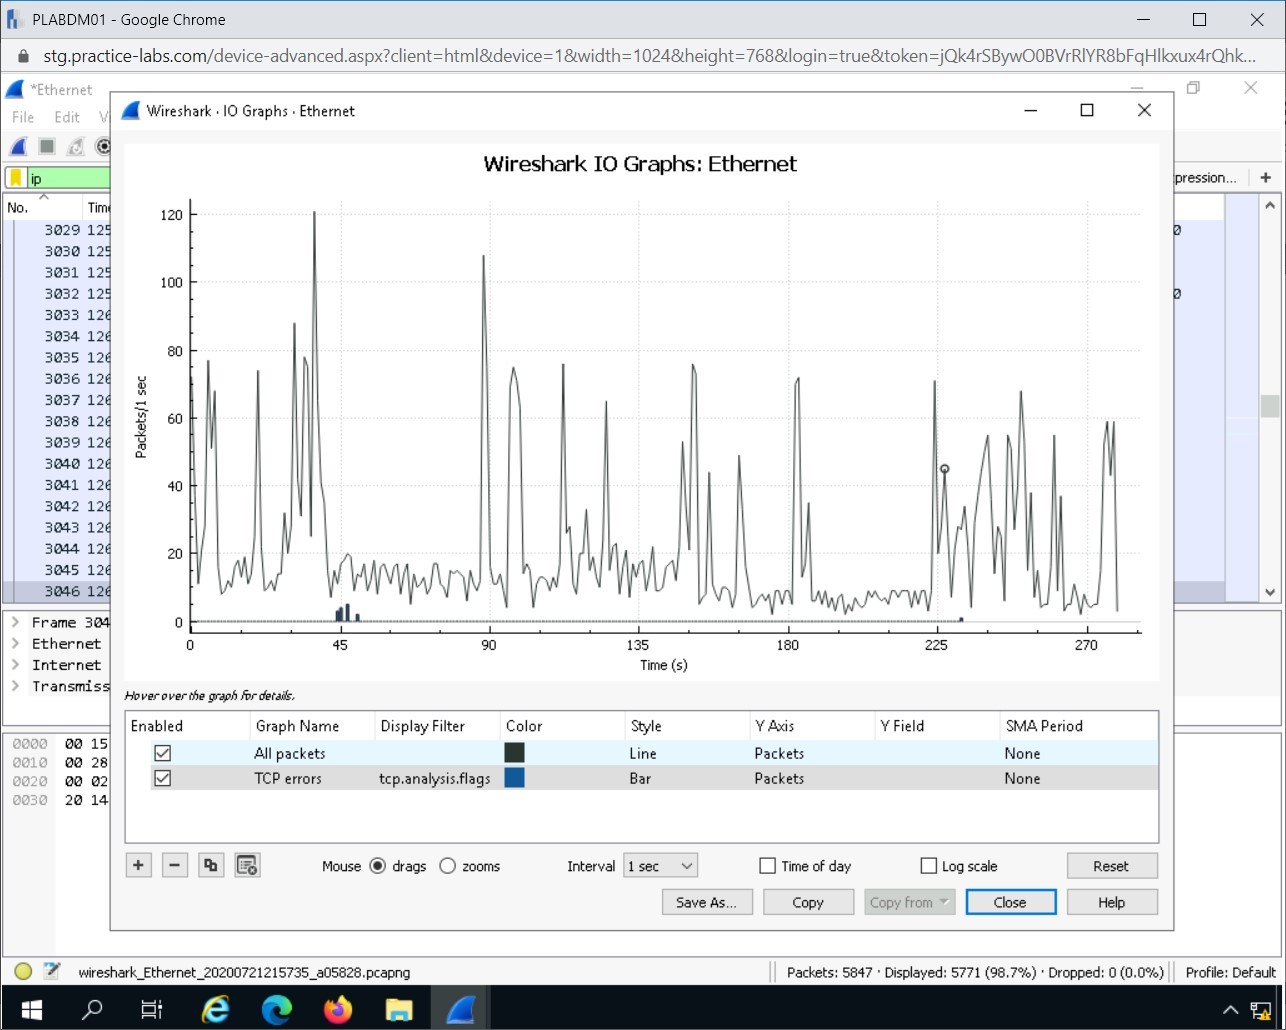 PLABDM01 - Google Chrome
stg.practice-labs.com/device-advanced.aspx?client=html&device=1&width=1024&height=768&login=true&token=jQk4rSBywO0BVrRlYR8bFqHlkxux4rQhk...
*Ethernet
File Edit
Wireshark · IO Graphs · Ethernet
ip
pression... +
No. Time
3029 125
3030 125
3031 125
3032 125
3033 126
3034 126
3035 126
3036 126
3037 126
3038 126
3039 126
3040 126
3041 126
3042 126
3043 126
3044 126
3045 126
3046 126
Wireshark IO Graphs: Ethernet
Packets/1 sec
120
100
80
60
40
20
0
0 45 90 135 180 225 270
Time (s)
Frame 304
Ethernet
Internet
Transmiss
Hover over the graph for details.
Enabled Graph Name Display Filter Color Style Y Axis Y Field SMA Period
All packets Line Packets None
TCP errors tcp.analysis.flags Bar Packets None
0000 00 15
0010 00 28
0020 00 02
0030 20 14
+ − Mouse drags zooms Interval 1 sec Time of day Log scale Reset
Save As... Copy Copy from Close Help
wireshark_Ethernet_20200721215735_a05828.pcapng Packets: 5847 · Displayed: 5771 (98.7%) · Dropped: 0 (0.0%) Profile: Default